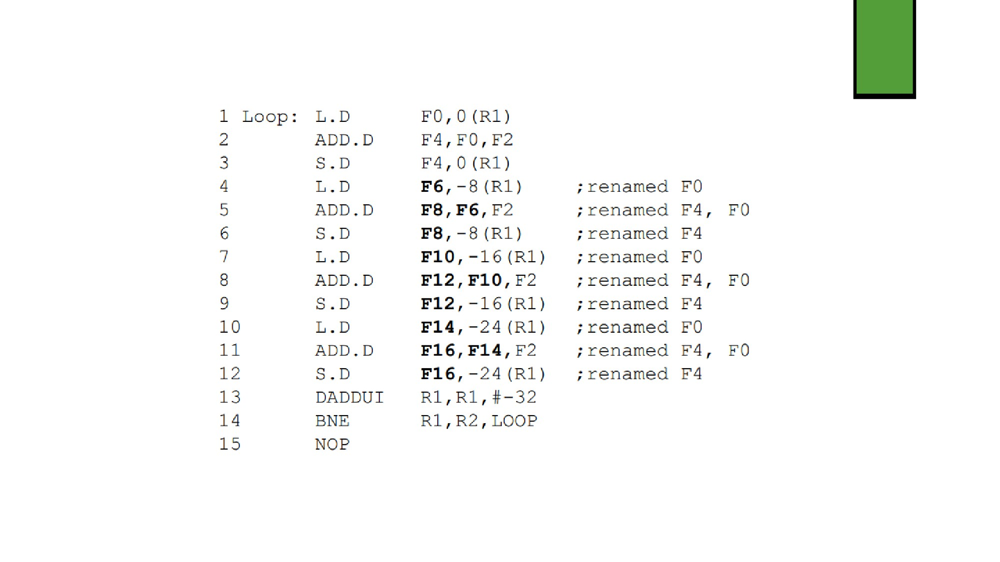 1 Loop: L.D F0,0(R1)
2 ADD.D F4,F0,F2
3 S.D F4,0(R1)
4 L.D F6,-8(R1) ;renamed F0
5 ADD.D F8,F6,F2 ;renamed F4, F0
6 S.D F8,-8(R1) ;renamed F4
7 L.D F10,-16(R1) ;renamed F0
8 ADD.D F12,F10,F2 ;renamed F4, F0
9 S.D F12,-16(R1) ;renamed F4
10 L.D F14,-24(R1) ;renamed F0
11 ADD.D F16,F14,F2 ;renamed F4, F0
12 S.D F16,-24(R1) ;renamed F4
13 DADDUI R1,R1,#-32
14 BNE R1,R2,LOOP
15 NOP